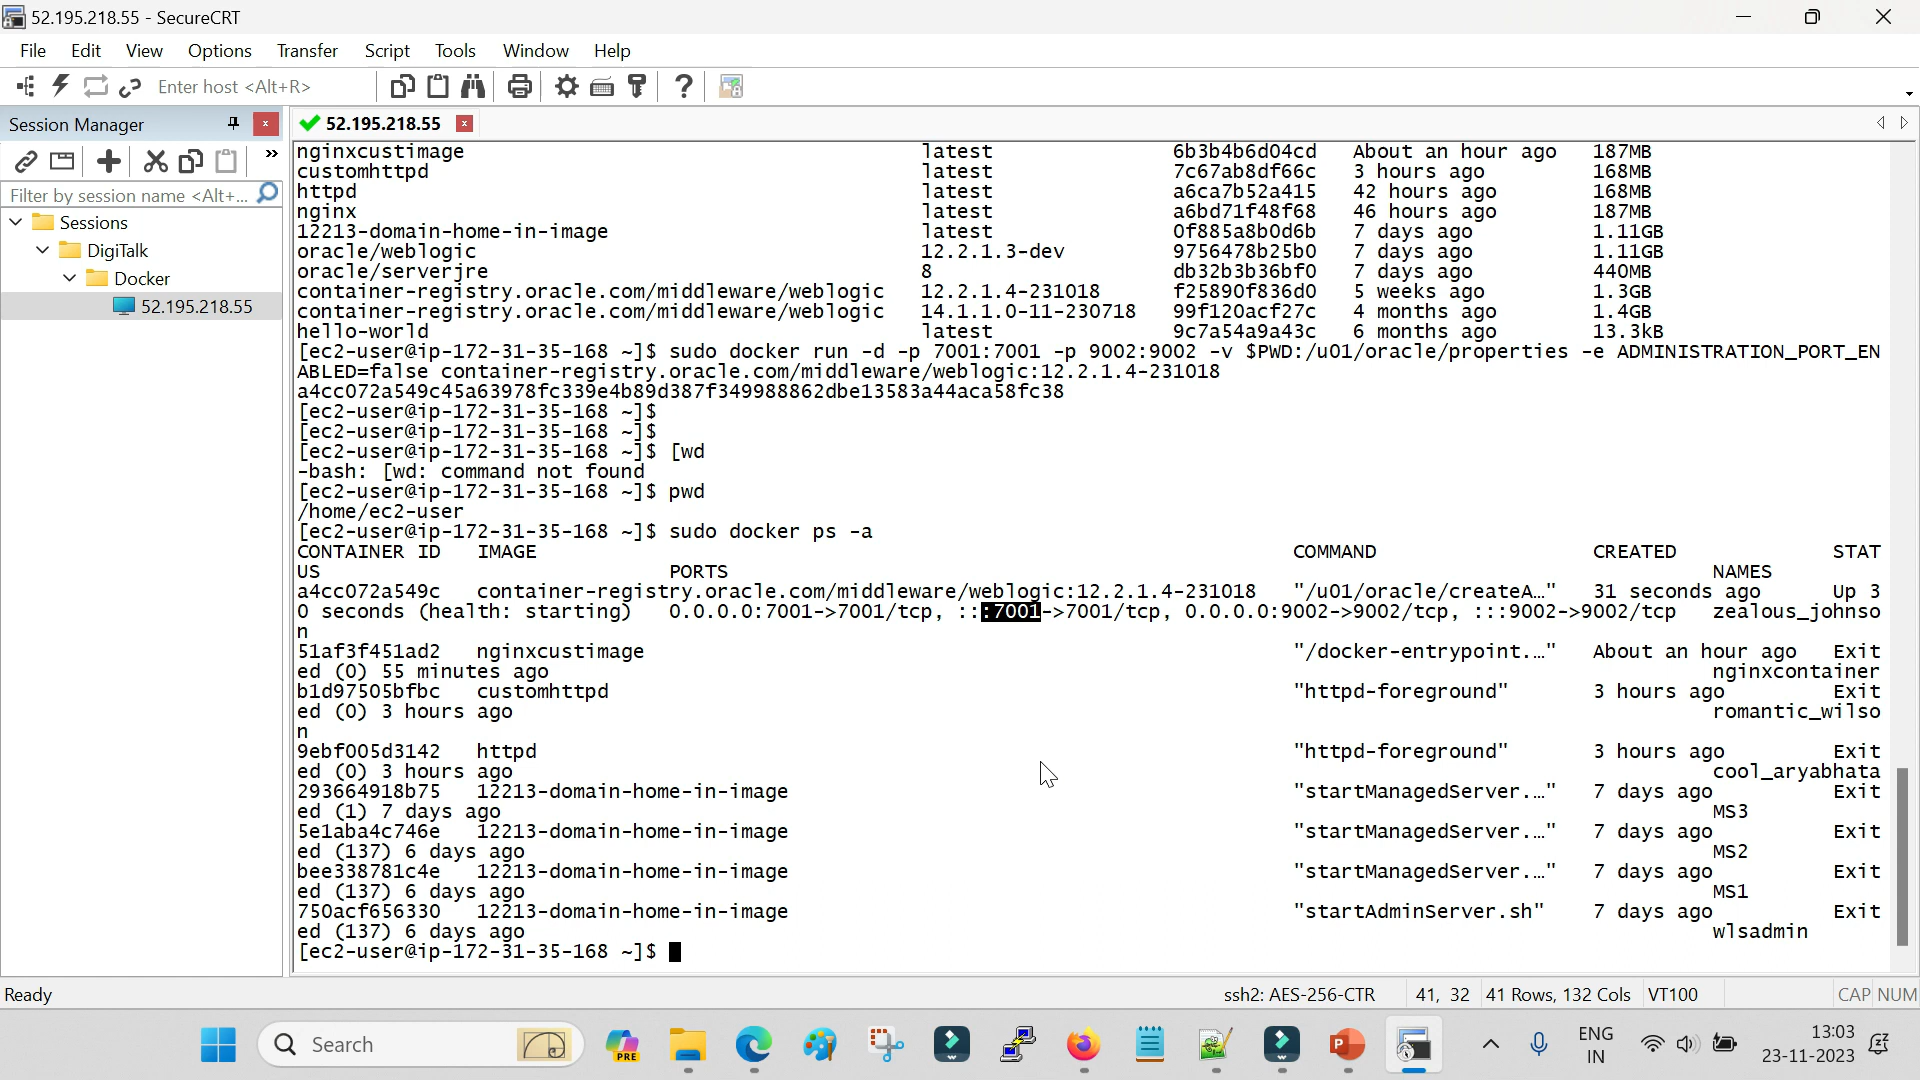 52.195.218.55 - SecureCRT
File Edit View Options Transfer Script Tools Window Help
Enter host <Alt+R>
Session Manager
52.195.218.55
Filter by session name <Alt+...
Sessions
DigiTalk
Docker
52.195.218.55
nginxcustimage latest 6b3b4b6d04cd About an hour ago 187MB
customhttpd latest 7c67ab8df66c 3 hours ago 168MB
httpd latest a6ca7b52a415 42 hours ago 168MB
nginx latest a6bd71f48f68 46 hours ago 187MB
12213-domain-home-in-image latest 0f885a8b0d6b 7 days ago 1.11GB
oracle/weblogic 12.2.1.3-dev 9756478b25b0 7 days ago 1.11GB
oracle/serverjre 8 db32b3b36bf0 7 days ago 440MB
container-registry.oracle.com/middleware/weblogic 12.2.1.4-231018 f25890f836d0 5 weeks ago 1.3GB
container-registry.oracle.com/middleware/weblogic 14.1.1.0-11-230718 99f120acf27c 4 months ago 1.4GB
hello-world latest 9c7a54a9a43c 6 months ago 13.3kB
[ec2-user@ip-172-31-35-168 ~]$ sudo docker run -d -p 7001:7001 -p 9002:9002 -v $PWD:/u01/oracle/properties -e ADMINISTRATION_PORT_EN
ABLED=false container-registry.oracle.com/middleware/weblogic:12.2.1.4-231018
a4cc072a549c45a63978fc339e4b89d387f349988862dbe13583a44aca58fc38
[ec2-user@ip-172-31-35-168 ~]$
[ec2-user@ip-172-31-35-168 ~]$
[ec2-user@ip-172-31-35-168 ~]$ [wd
-bash: [wd: command not found
[ec2-user@ip-172-31-35-168 ~]$ pwd
/home/ec2-user
[ec2-user@ip-172-31-35-168 ~]$ sudo docker ps -a
CONTAINER ID IMAGE COMMAND CREATED STAT
US PORTS NAMES
a4cc072a549c container-registry.oracle.com/middleware/weblogic:12.2.1.4-231018 "/u01/oracle/createA…" 31 seconds ago Up 3
0 seconds (health: starting) 0.0.0.0:7001->7001/tcp, :::7001->7001/tcp, 0.0.0.0:9002->9002/tcp, :::9002->9002/tcp zealous_johnso
n
51af3f451ad2 nginxcustimage "/docker-entrypoint.…" About an hour ago Exit
ed (0) 55 minutes ago nginxcontainer
b1d97505bfbc customhttpd "httpd-foreground" 3 hours ago Exit
ed (0) 3 hours ago romantic_wilso
n
9ebf005d3142 httpd "httpd-foreground" 3 hours ago Exit
ed (0) 3 hours ago cool_aryabhata
293664918b75 12213-domain-home-in-image "startManagedServer.…" 7 days ago Exit
ed (1) 7 days ago MS3
5e1aba4c746e 12213-domain-home-in-image "startManagedServer.…" 7 days ago Exit
ed (137) 6 days ago MS2
bee338781c4e 12213-domain-home-in-image "startManagedServer.…" 7 days ago Exit
ed (137) 6 days ago MS1
750acf656330 12213-domain-home-in-image "startAdminServer.sh" 7 days ago Exit
ed (137) 6 days ago wlsadmin
[ec2-user@ip-172-31-35-168 ~]$
Ready ssh2: AES-256-CTR 41, 32 41 Rows, 132 Cols VT100 CAP NUM
Search PRE ENG IN 13:03 23-11-2023